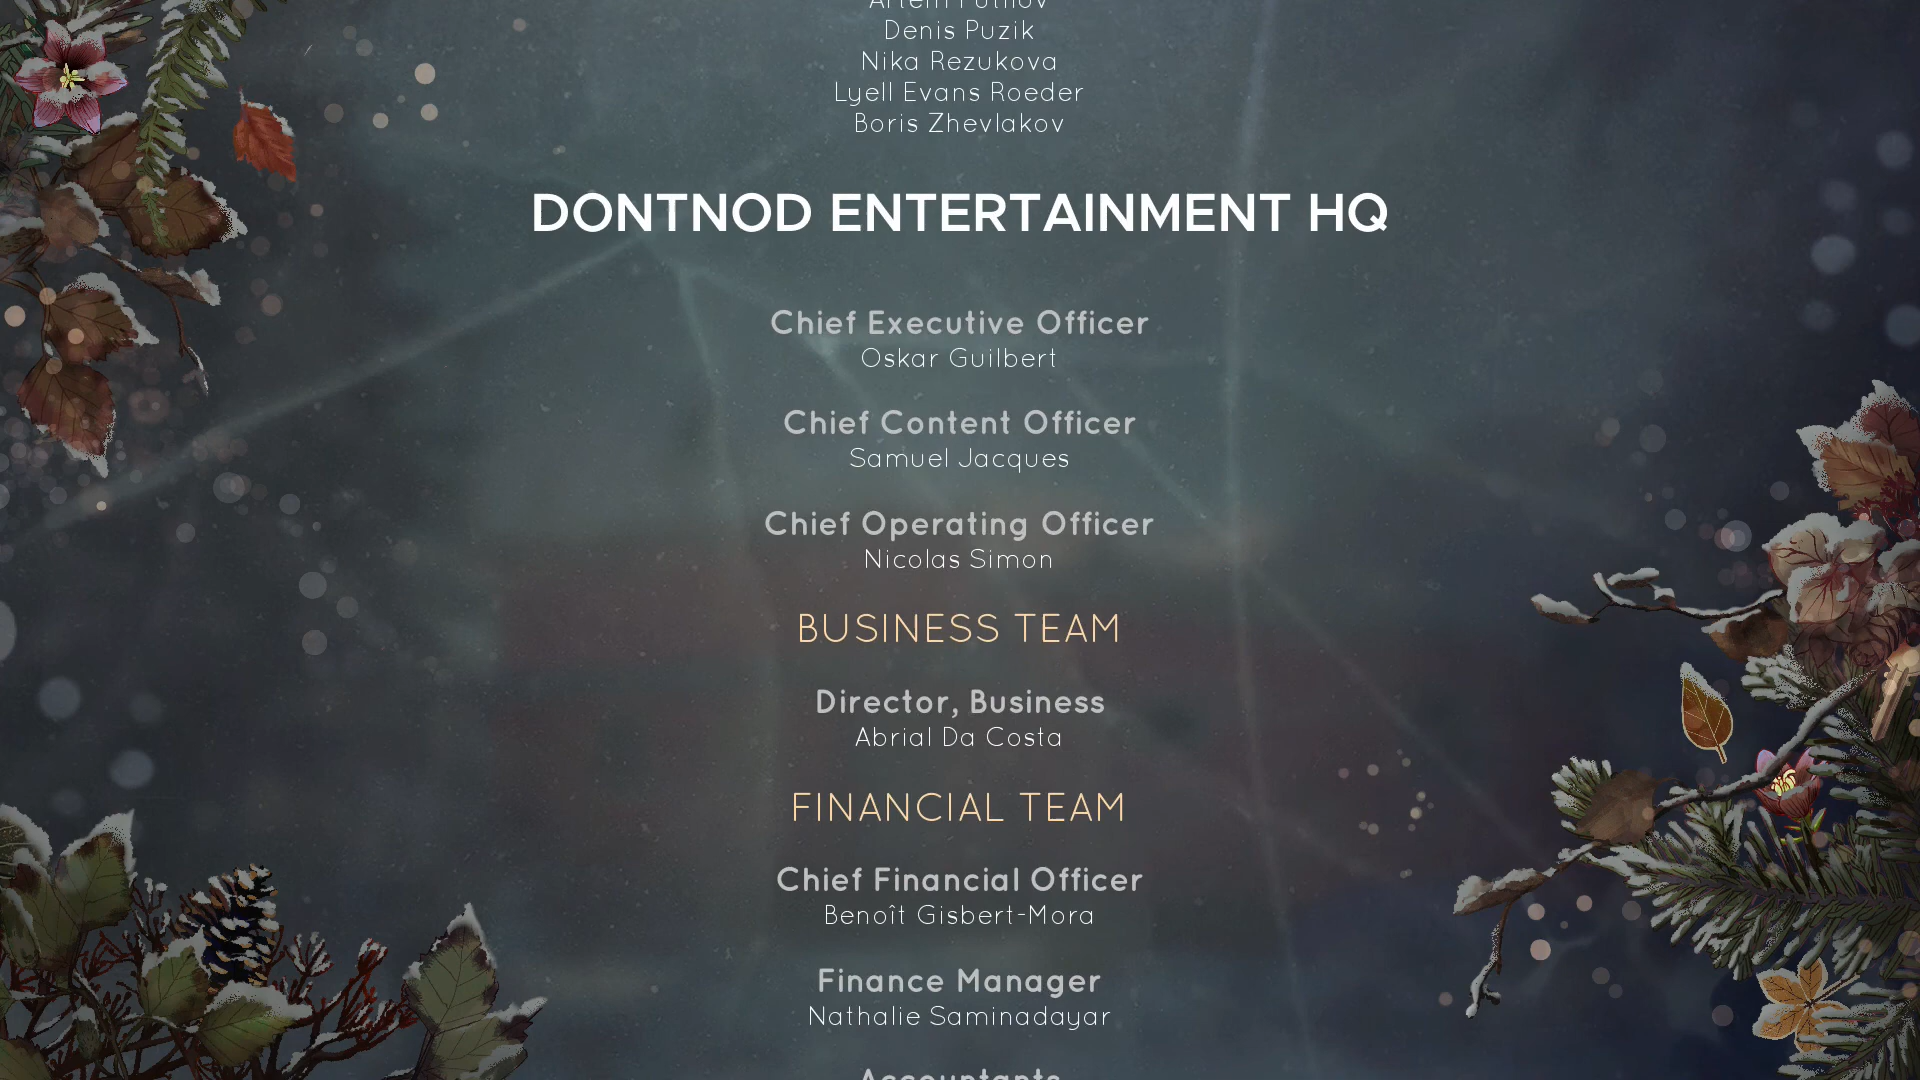 Denis Puzik
Nika Rezukova
Lyell Evans Roeder
Boris Zhevlakov
DONTNOD ENTERTAINMENT HQ
Chief Executive Officer
Oskar Guilbert
Chief Content Officer
Samuel Jacques
Chief Operating Officer
Nicolas Simon
BUSINESS TEAM
Director, Business
Abrial Da Costa
FINANCIAL TEAM
Chief Financial Officer
Benoît Gisbert-Mora
Finance Manager
Nathalie Saminadayar
Accountants